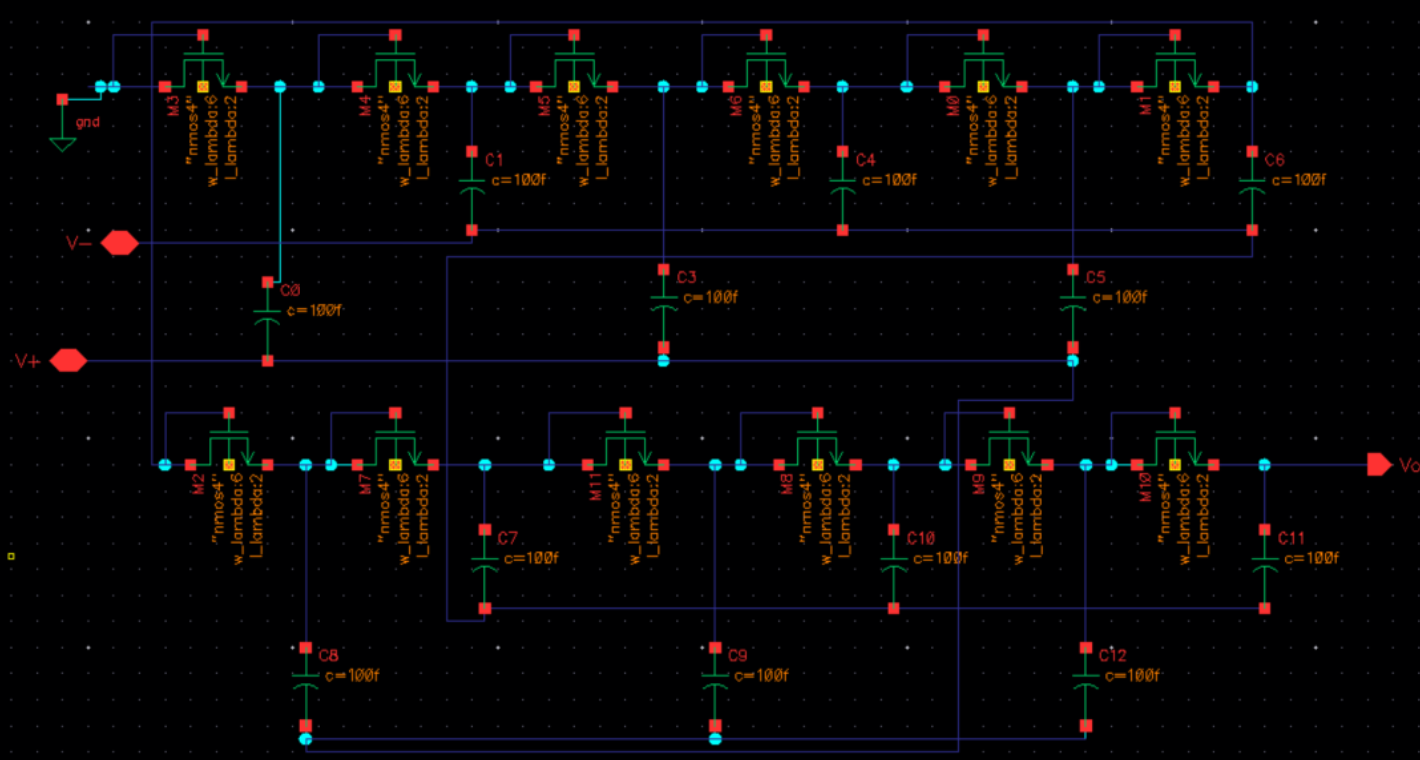 gnd
M3
"nmos4"
w_lambda:6
l_lambda:2
M4
"nmos4"
w_lambda:6
l_lambda:2
M5
"nmos4"
w_lambda:6
l_lambda:2
M6
"nmos4"
w_lambda:6
l_lambda:2
M0
"nmos4"
w_lambda:6
l_lambda:2
M1
"nmos4"
w_lambda:6
l_lambda:2
C1
c=100f
C4
c=100f
C6
c=100f
V-
C0
c=100f
C3
c=100f
C5
c=100f
V+
M2
"nmos4"
w_lambda:6
l_lambda:2
M7
"nmos4"
w_lambda:6
l_lambda:2
M11
"nmos4"
w_lambda:6
l_lambda:2
M8
"nmos4"
w_lambda:6
l_lambda:2
M9
"nmos4"
w_lambda:6
l_lambda:2
M10
"nmos4"
w_lambda:6
l_lambda:2
C7
c=100f
C10
c=100f
C11
c=100f
C8
c=100f
C9
c=100f
C12
c=100f